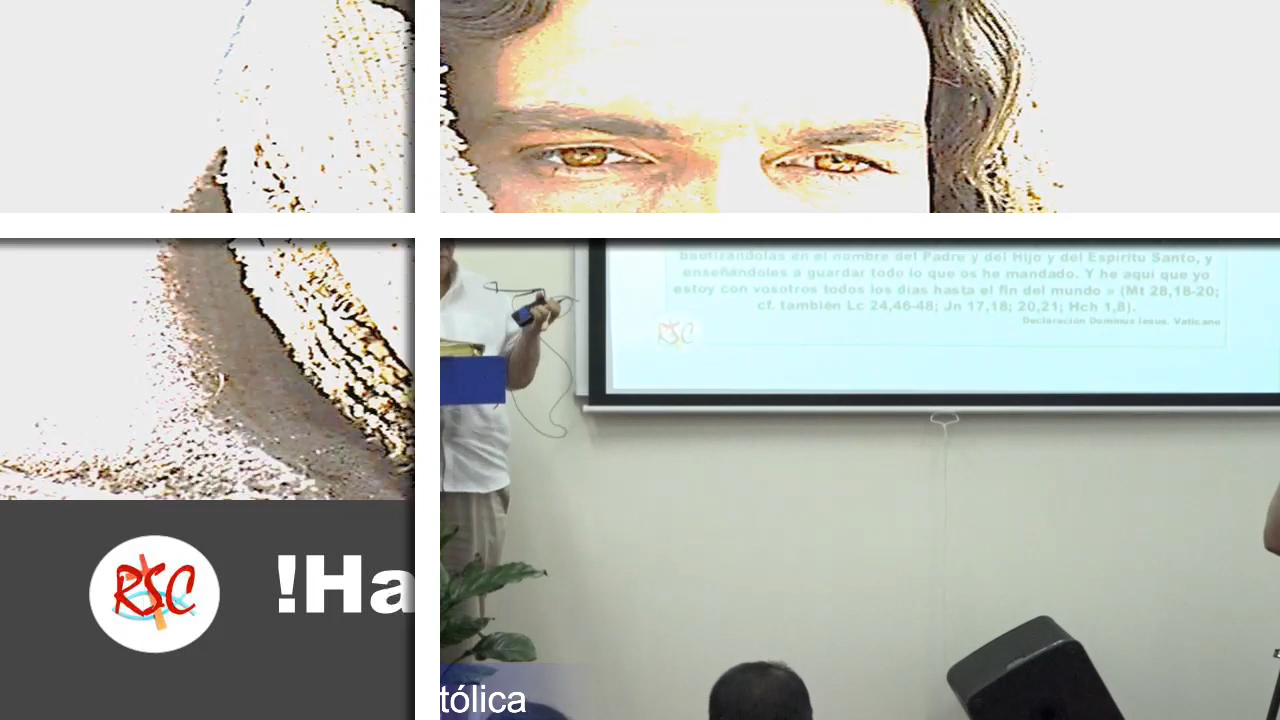 bautizándolas en el nombre del Padre y del Hijo y del Espíritu Santo, y
enseñándoles a guardar todo lo que os he mandado. Y he aquí que yo
estoy con vosotros todos los días hasta el fin del mundo » (Mt 28,18-20;
cf. también Lc 24,46-48; Jn 17,18; 20,21; Hch 1,8).
Declaración Dominus Iesus. Vaticano
RSC
RSC
!Ha
tólica